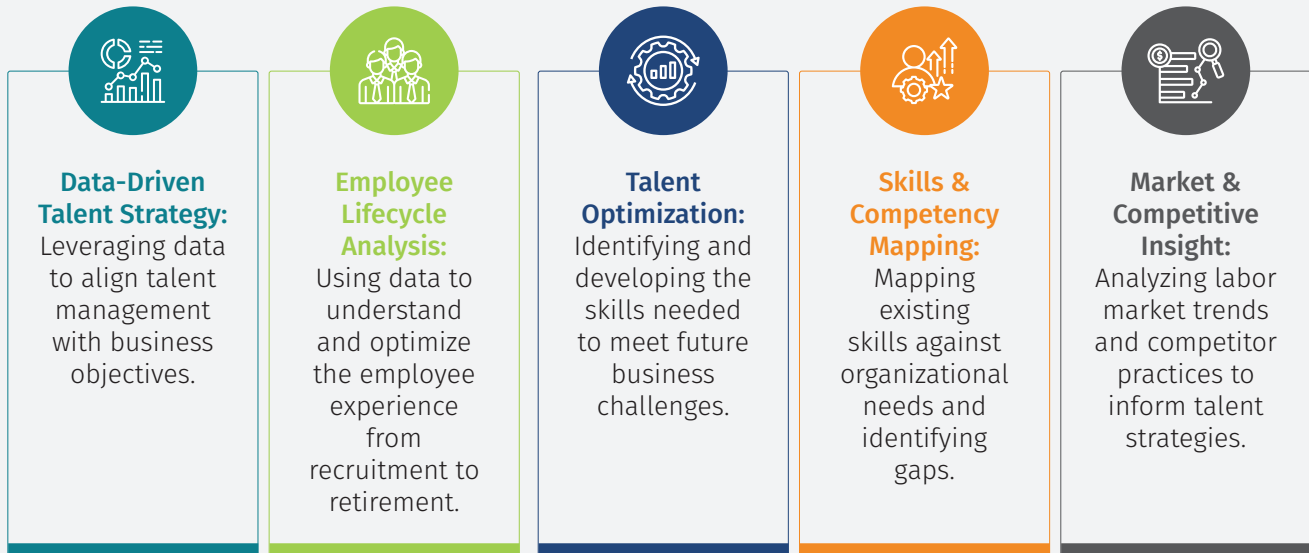 Data-Driven
Talent Strategy:
Leveraging data
to align talent
management
with business
objectives.
Employee
Lifecycle
Analysis:
Using data to
understand
and optimize
the employee
experience
from
recruitment to
retirement.
Talent
Optimization:
Identifying and
developing the
skills needed
to meet future
business
challenges.
Skills &
Competency
Mapping:
Mapping
existing
skills against
organizational
needs and
identifying
gaps.
Market &
Competitive
Insight:
Analyzing labor
market trends
and competitor
practices to
inform talent
strategies.